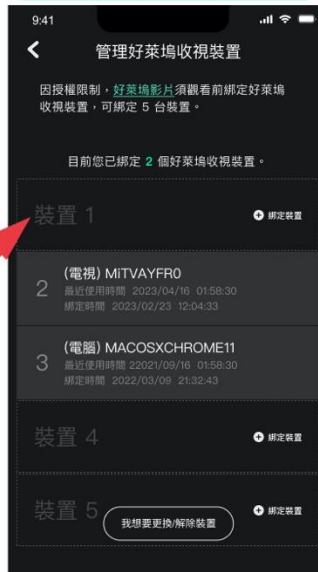 9:41
管理好萊塢收視裝置
因授權限制，好萊塢影片須觀看前綁定好萊塢
收視裝置，可綁定 5 台裝置。
目前您已綁定 2 個好萊塢收視裝置。
裝置 1
綁定裝置
(電視) MiTVAYFR0
2
最近使用時間 2023/04/16 01:58:30
綁定時間 2023/02/23 12:04:33
(電腦) MACOSXCHROME11
3
最近使用時間 22021/09/16 01:58:30
綁定時間 2022/03/09 21:32:43
裝置 4
綁定裝置
裝置 5
綁定裝置
我想要更換/解除裝置